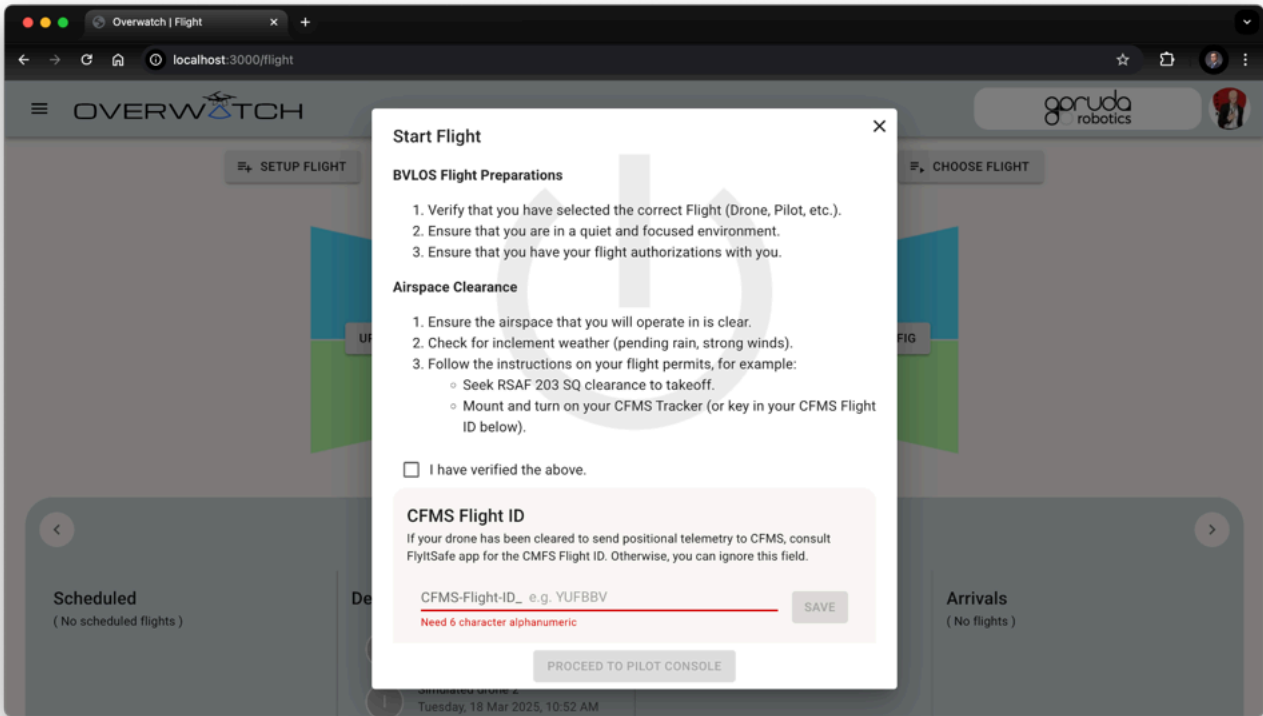 Overwatch | Flight
localhost:3000/flight
OVERWATCH
garuda
robotics
SETUP FLIGHT
CHOOSE FLIGHT
Start Flight
BVLOS Flight Preparations
1. Verify that you have selected the correct Flight (Drone, Pilot, etc.).
2. Ensure that you are in a quiet and focused environment.
3. Ensure that you have your flight authorizations with you.
Airspace Clearance
1. Ensure the airspace that you will operate in is clear.
2. Check for inclement weather (pending rain, strong winds).
3. Follow the instructions on your flight permits, for example:
Seek RSAF 203 SQ clearance to takeoff.
Mount and turn on your CFMS Tracker (or key in your CFMS Flight
ID below).
I have verified the above.
CFMS Flight ID
If your drone has been cleared to send positional telemetry to CFMS, consult
FlyItSafe app for the CMFS Flight ID. Otherwise, you can ignore this field.
CFMS-Flight-ID_ e.g. YUFBBV
SAVE
Need 6 character alphanumeric
PROCEED TO PILOT CONSOLE
Scheduled
( No scheduled flights )
Arrivals
( No flights )
Simulated drone 2
Tuesday, 18 Mar 2025, 10:52 AM